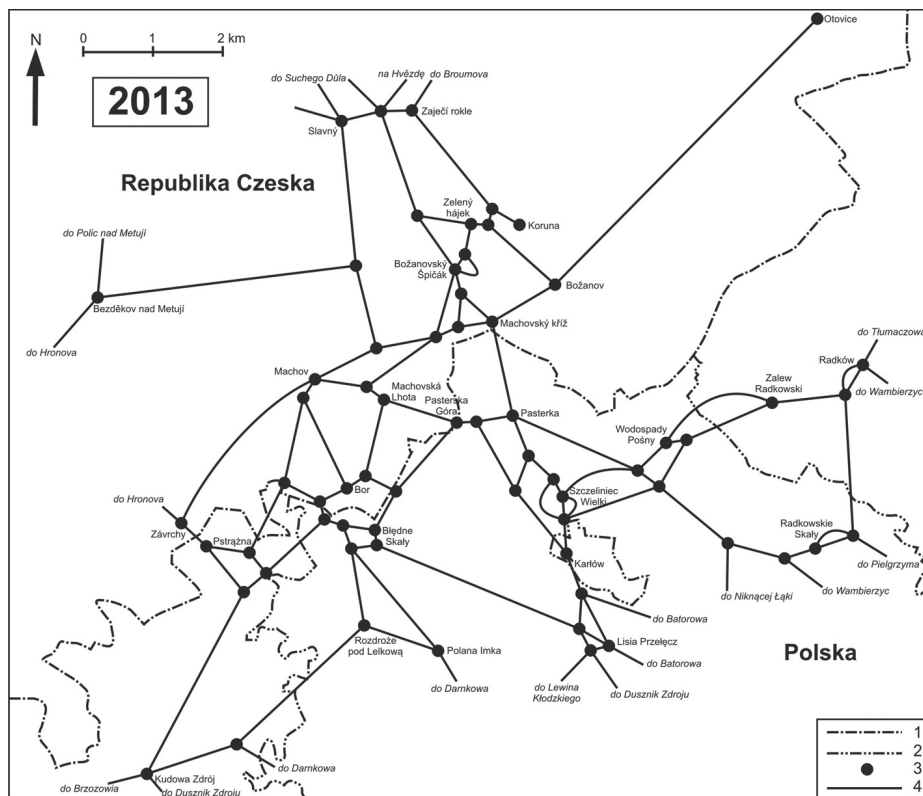 Otovice
N
0 1 2 km
2013
do Suchego Důla
na Hvězdę
do Broumova
Slavný
Zaječí rokle
Republika Czeska
Zelený
hájek
Koruna
do Polic nad Metují
Božanovský
Špičák
Božanov
Bezděkov nad Metují
Machovský kříž
do Hronova
do Tłumaczowa
Radków
do Wambierzyc
Machov
Machovská
Lhota
Pasterska
Góra
Pasterka
Zalew
Radkowski
Wodospady
Pośny
Bor
Szczeliniec
Wielki
do Hronova
Závrchy
Pstrążna
Błędne
Skały
Radkowskie
Skały
Karłów
do Pielgrzyma
do Niknącej Łąki
do Wambierzyc
do Batorowa
Rozdroże
pod Lelkową
Polana Imka
Lisia Przełęcz
do Batorowa
Polska
do Darnkowa
do Lewina
Kłodzkiego
do Dusznik Zdroju
do Darnkowa
Kudowa Zdrój
do Brzozowia
do Dusznik Zdroju
1
2
3
4